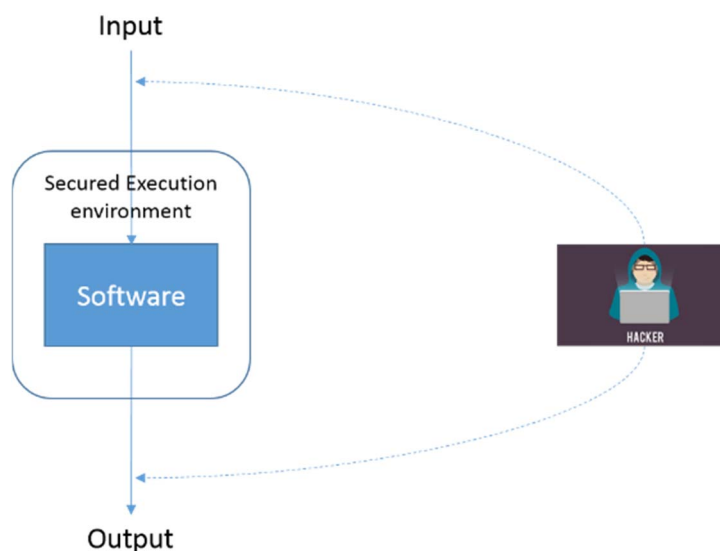 Input
Secured Execution
environment
Software
HACKER
Output